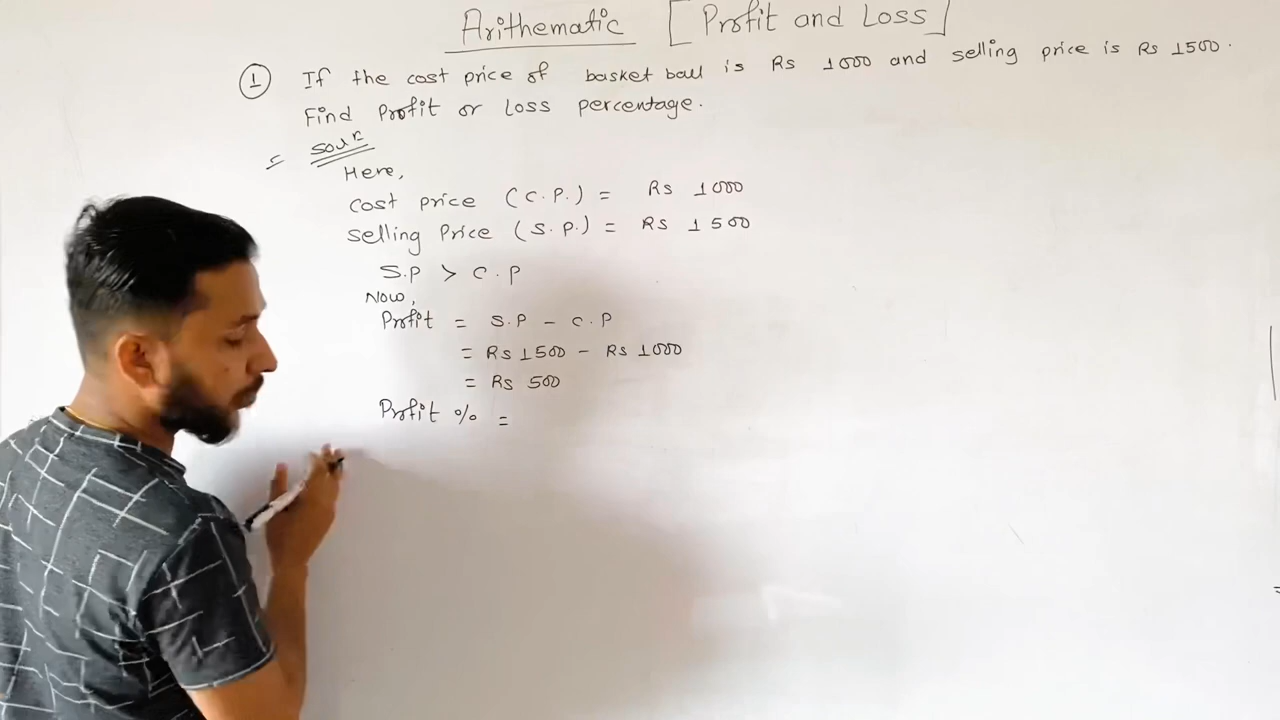 Arithematic [Profit and Loss]
① If the cost price of basket ball is Rs 1000 and selling price is Rs 1500.
Find Profit or Loss percentage.
= Soluⁿ
Here,
cost price (C.P.) = Rs 1000
selling Price (S.P.) = Rs 1500
S.P > C.P
Now,
Profit = S.P - C.P
= Rs 1500 - Rs 1000
= Rs 500
Profit % =